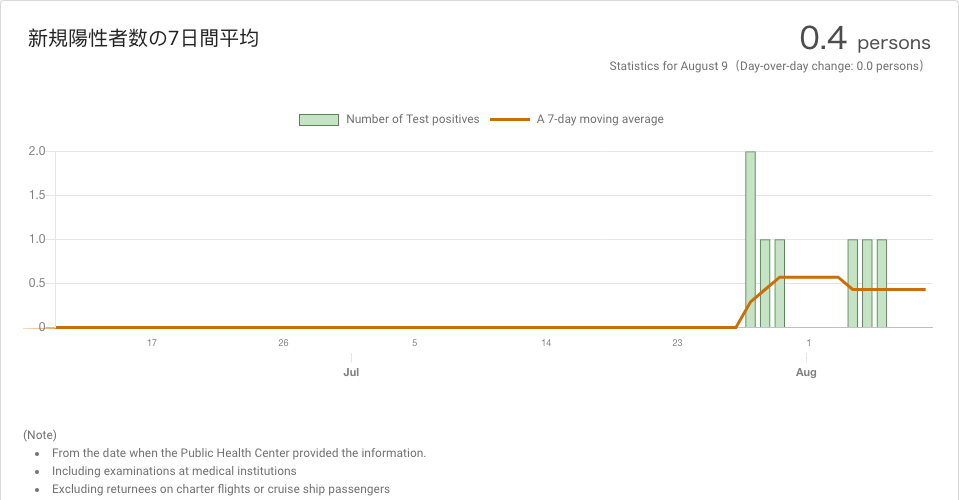 新規陽性者数の7日間平均
0.4 persons
Statistics for August 9（Day-over-day change: 0.0 persons）
Number of Test positives A 7-day moving average
2.0
1.5
1.0
0.5
0
17 26 5 14 23 1
Jul Aug
(Note)
• From the date when the Public Health Center provided the information.
• Including examinations at medical institutions
• Excluding returnees on charter flights or cruise ship passengers